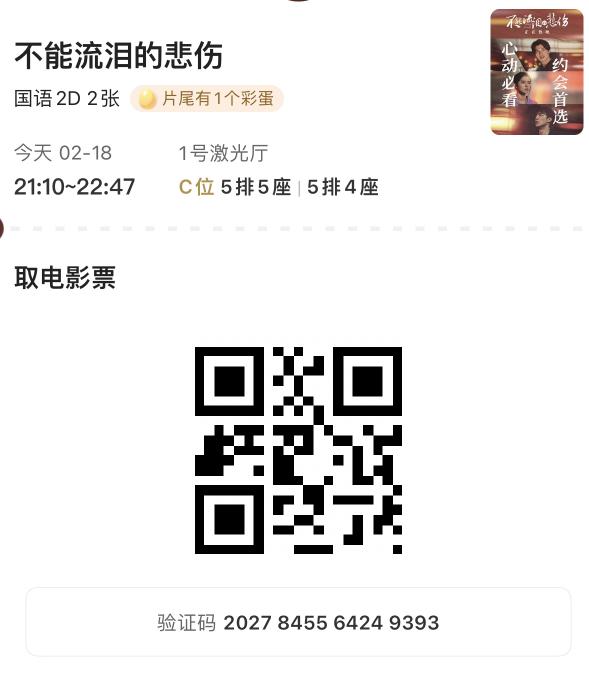 不能流泪的悲伤
国语 2D 2张 片尾有1个彩蛋
今天 02-18 1号激光厅
21:10~22:47 C位 5排5座 | 5排4座
不能流泪的悲伤
心动必看
约会首选
取电影票
验证码 2027 8455 6424 9393